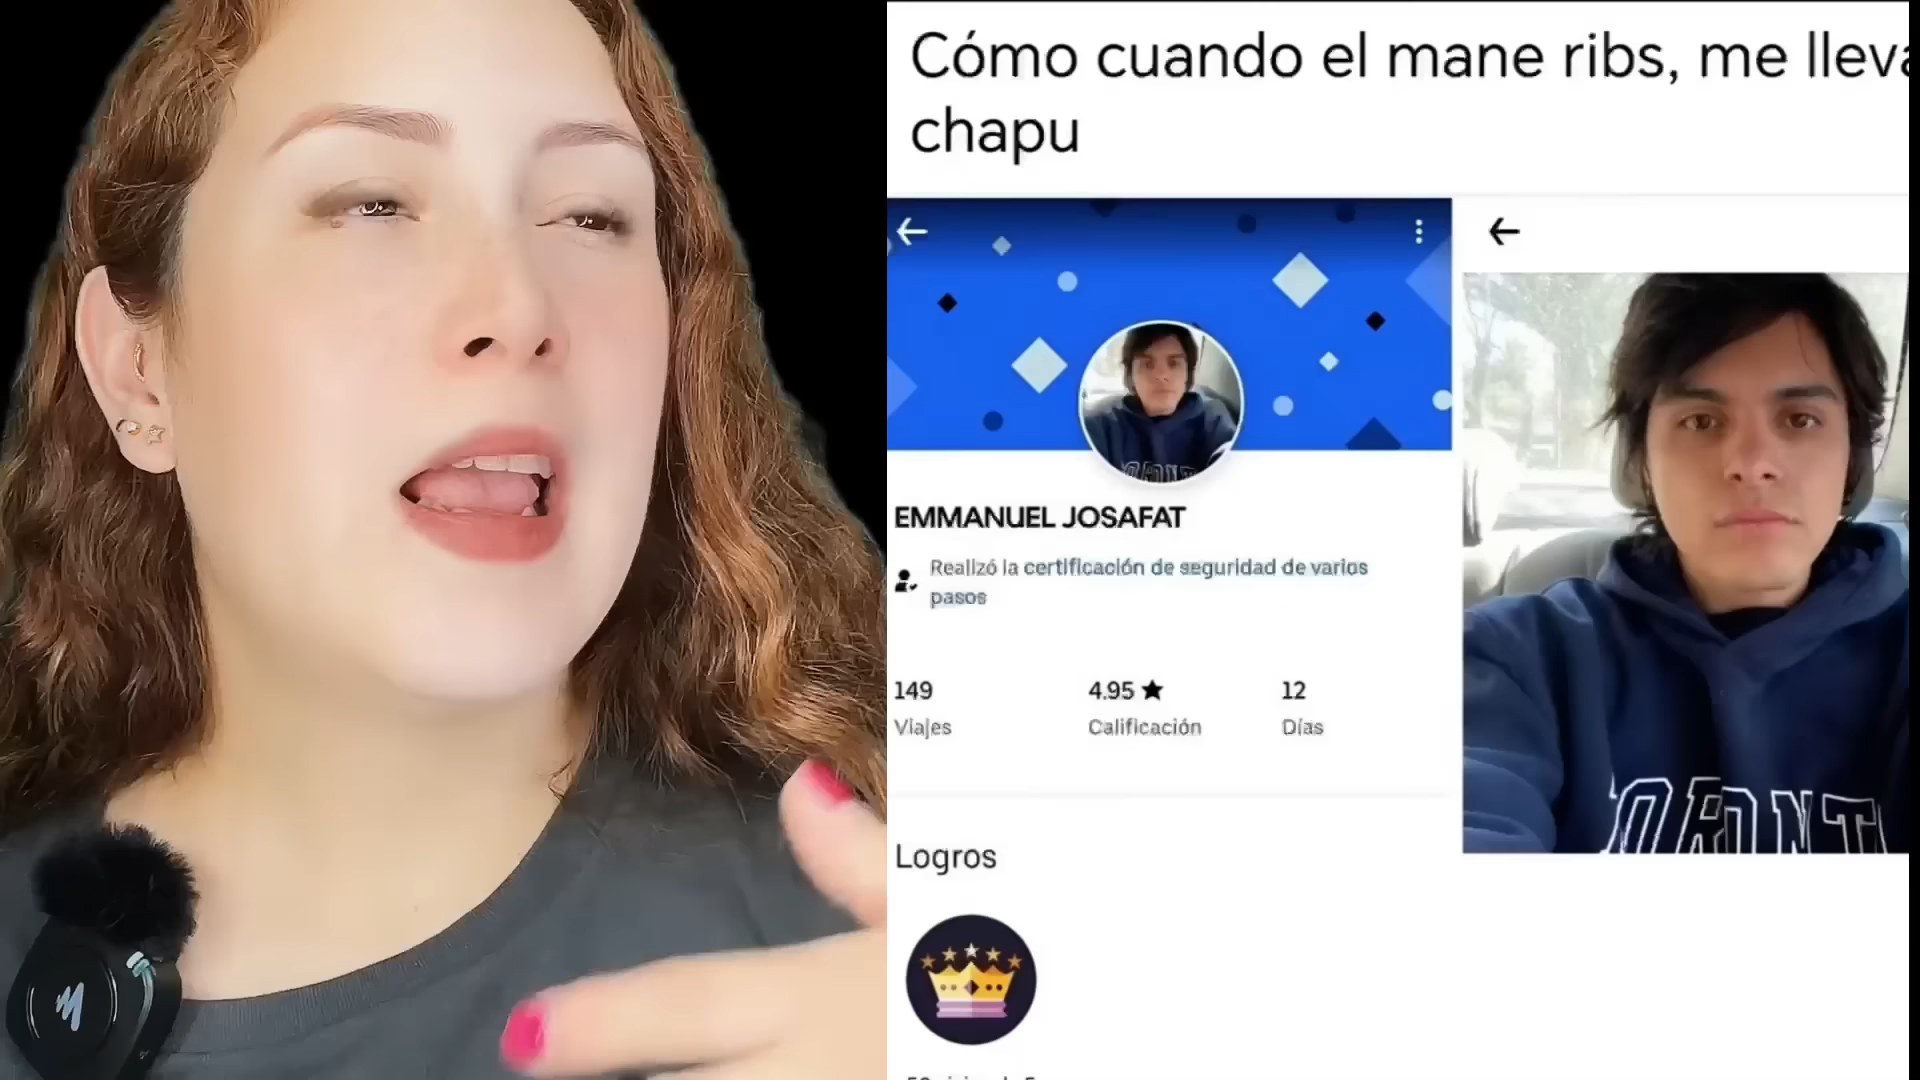 Cómo cuando el mane ribs, me lleva
chapu
EMMANUEL JOSAFAT
Realizó la certificación de seguridad de varios
pasos
149
4.95
12
Viajes
Calificación
Días
Logros
ORONT